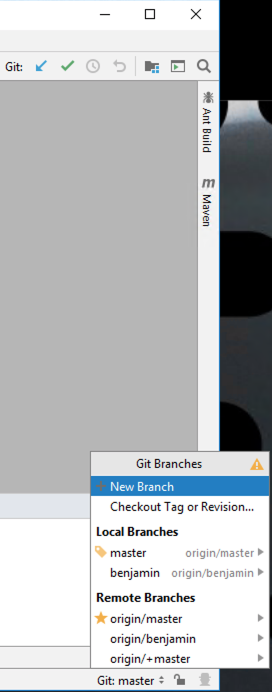 Git:
Ant Build
m
Maven
Git Branches
+ New Branch
Checkout Tag or Revision...
Local Branches
master origin/master
benjamin origin/benjamin
Remote Branches
origin/master
origin/benjamin
origin/+master
Git: master